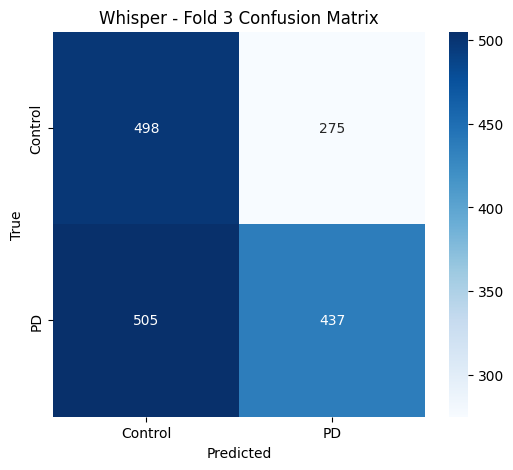 Whisper - Fold 3 Confusion Matrix
Control
498
275
PD
505
437
True
Control
PD
Predicted
500
450
400
350
300